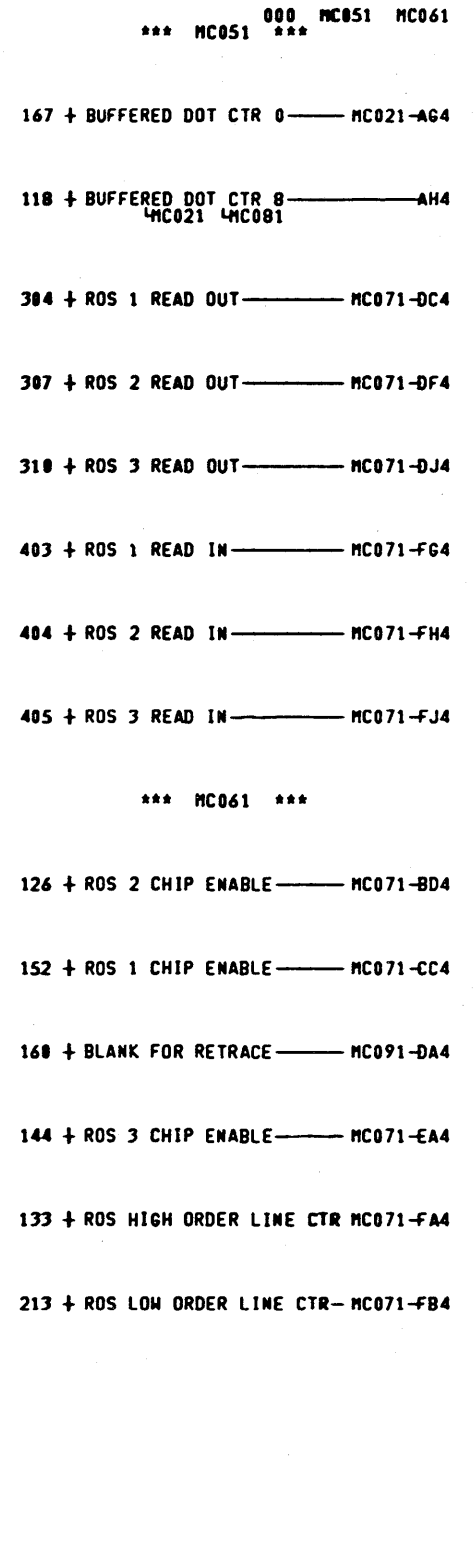 000 MC051 MC061
*** MC051 ***
167 + BUFFERED DOT CTR 0 MC021-AG4
118 + BUFFERED DOT CTR 8 AH4
MC021 MC081
304 + ROS 1 READ OUT MC071-DC4
307 + ROS 2 READ OUT MC071-DF4
310 + ROS 3 READ OUT MC071-DJ4
403 + ROS 1 READ IN MC071-FG4
404 + ROS 2 READ IN MC071-FH4
405 + ROS 3 READ IN MC071-FJ4
*** MC061 ***
126 + ROS 2 CHIP ENABLE MC071-BD4
152 + ROS 1 CHIP ENABLE MC071-CC4
160 + BLANK FOR RETRACE MC091-DA4
144 + ROS 3 CHIP ENABLE MC071-EA4
133 + ROS HIGH ORDER LINE CTR MC071-FA4
213 + ROS LOW ORDER LINE CTR- MC071-FB4